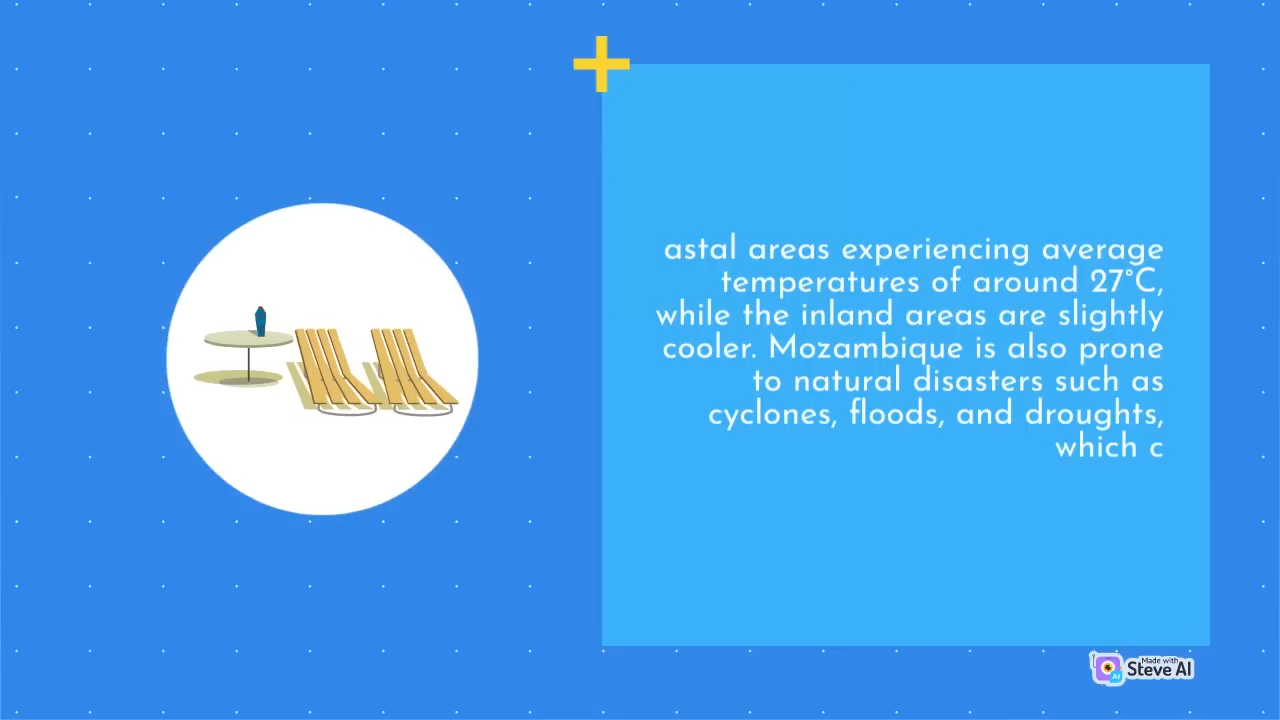 astal areas experiencing average
temperatures of around 27°C,
while the inland areas are slightly
cooler. Mozambique is also prone
to natural disasters such as
cyclones, floods, and droughts,
which c
Made with
Steve AI
AI